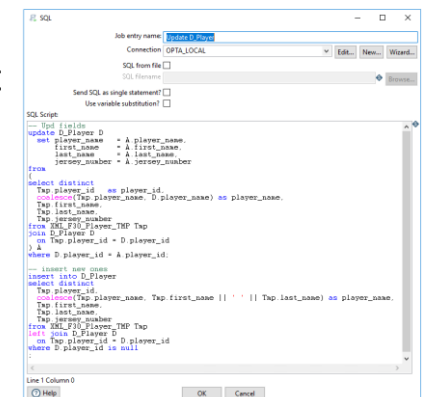 SQL
Job entry name: Update D_Player
Connection OPTA_LOCAL Edit... New... Wizard...
SQL from file
SQL filename Browse...
Send SQL as single statement?
Use variable substitution?
SQL Script:
-- Upd fields
update D_Player D
set player_name = A.player_name,
first_name = A.first_name,
last_name = A.last_name,
jersey_number = A.jersey_number
from
(
select distinct
Tmp.player_id as player_id,
coalesce(Tmp.player_name, D.player_name) as player_name,
Tmp.first_name,
Tmp.last_name,
Tmp.jersey_number
from XML_F30_Player_TMP Tmp
join D_Player D
on Tmp.player_id = D.player_id
) A
where D.player_id = A.player_id;
-- insert new ones
insert into D_Player
select distinct
Tmp.player_id,
coalesce(Tmp.player_name, Tmp.first_name || ' ' || Tmp.last_name) as player_name,
Tmp.first_name,
Tmp.last_name,
Tmp.jersey_number
from XML_F30_Player_TMP Tmp
left join D_Player D
on Tmp.player_id = D.player_id
where D.player_id is null
;
Line 1 Column 0
Help OK Cancel